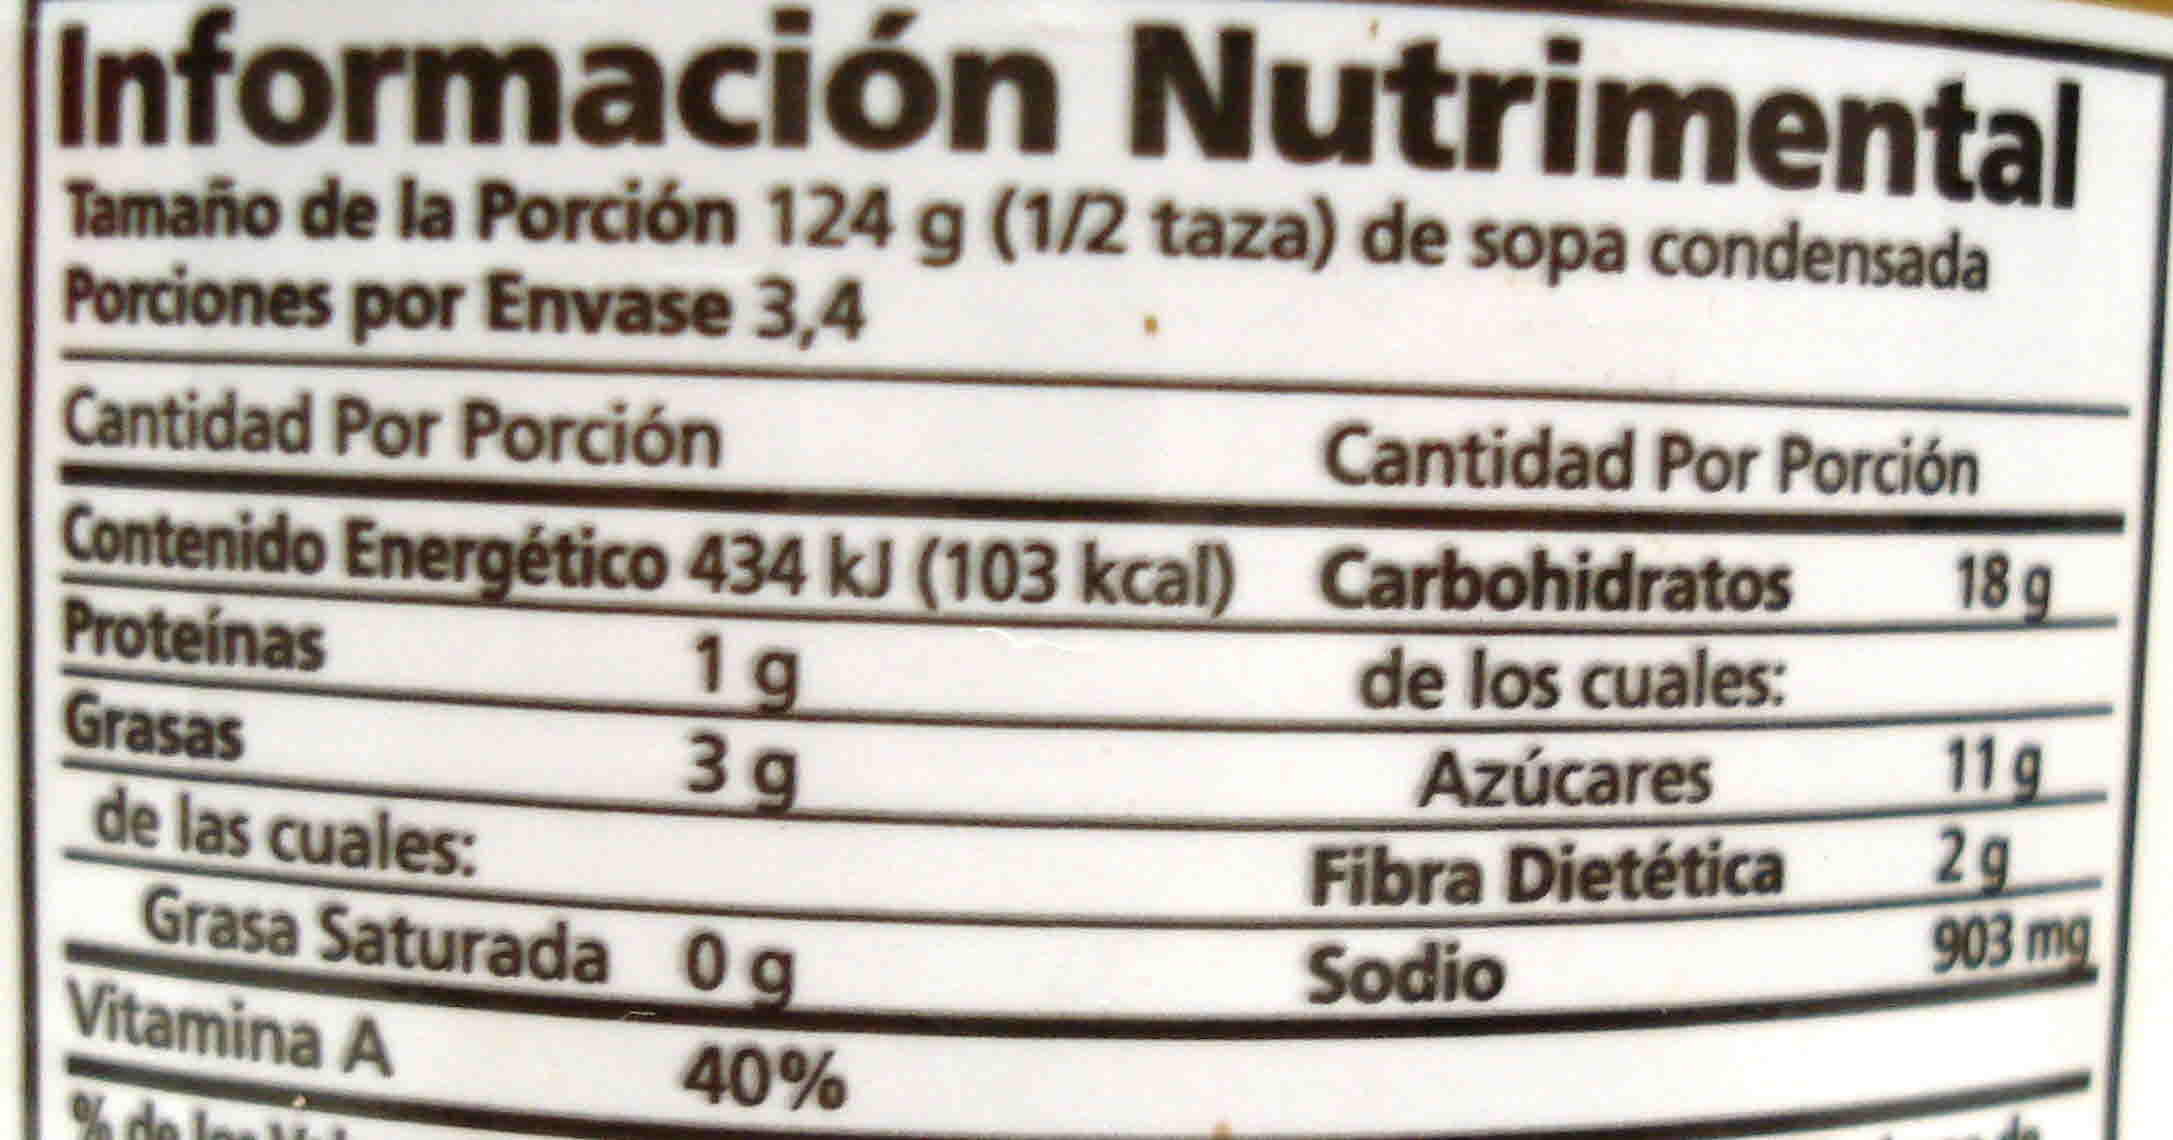 Información Nutrimental
Tamaño de la Porción 124 g (1/2 taza) de sopa condensada
Porciones por Envase 3,4
Cantidad Por Porción Cantidad Por Porción
Contenido Energético 434 kJ (103 kcal) Carbohidratos 18 g
Proteínas 1 g de los cuales:
Grasas 3 g Azúcares 11 g
de las cuales: Fibra Dietética 2 g
Grasa Saturada 0 g Sodio 903 mg
Vitamina A 40%
% de los